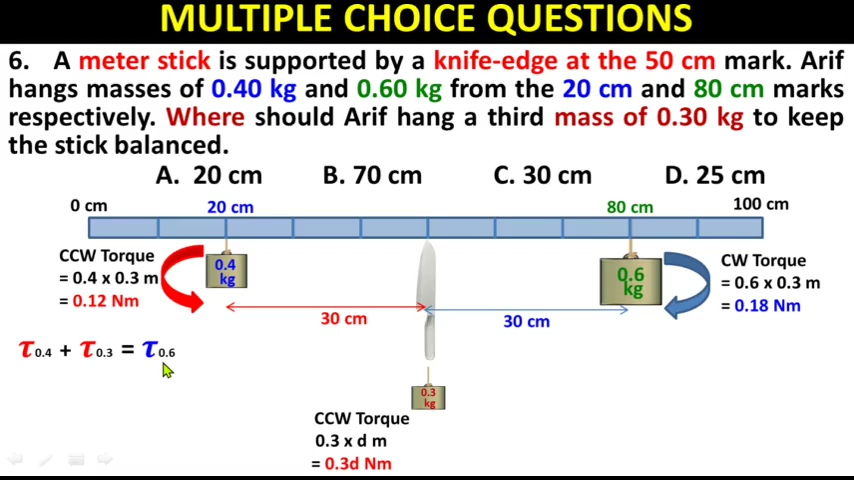 MULTIPLE CHOICE QUESTIONS
6. A meter stick is supported by a knife-edge at the 50 cm mark. Arif
hangs masses of 0.40 kg and 0.60 kg from the 20 cm and 80 cm marks
respectively. Where should Arif hang a third mass of 0.30 kg to keep
the stick balanced.
A. 20 cm B. 70 cm C. 30 cm D. 25 cm
0 cm 20 cm 80 cm 100 cm
CCW Torque
= 0.4 x 0.3 m
= 0.12 Nm
0.4
kg
0.6
kg
CW Torque
= 0.6 x 0.3 m
= 0.18 Nm
30 cm 30 cm
τ0.4 + τ0.3 = τ0.6
0.3
kg
CCW Torque
0.3 x d m
= 0.3d Nm